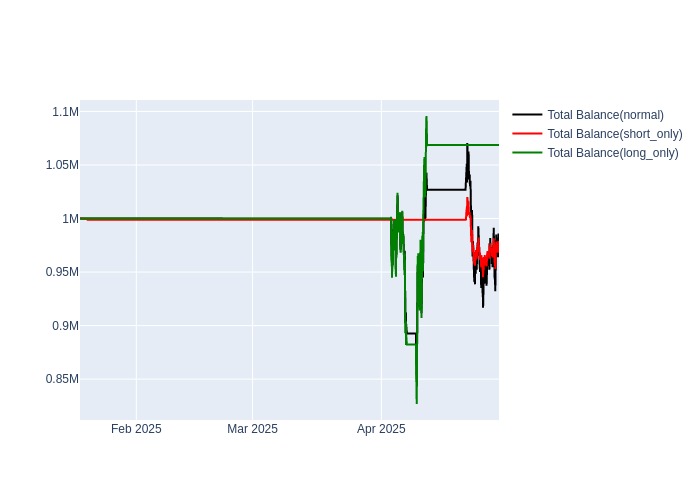 1.1M
1.05M
1M
0.95M
0.9M
0.85M
Feb 2025
Mar 2025
Apr 2025
Total Balance(normal)
Total Balance(short_only)
Total Balance(long_only)